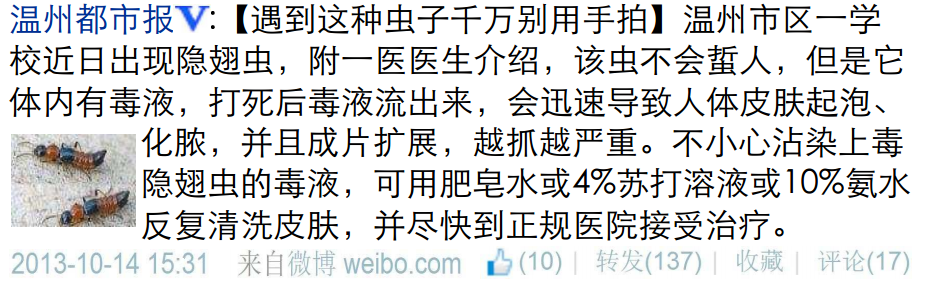 温州都市报V:【遇到这种虫子千万别用手拍】温州市区一学
校近日出现隐翅虫，附一医医生介绍，该虫不会蜇人，但是它
体内有毒液，打死后毒液流出来，会迅速导致人体皮肤起泡、
化脓，并且成片扩展，越抓越严重。不小心沾染上毒
隐翅虫的毒液，可用肥皂水或4%苏打溶液或10%氨水
反复清洗皮肤，并尽快到正规医院接受治疗。
2013-10-14 15:31 来自微博 weibo.com (10) | 转发(137) | 收藏 | 评论(17)